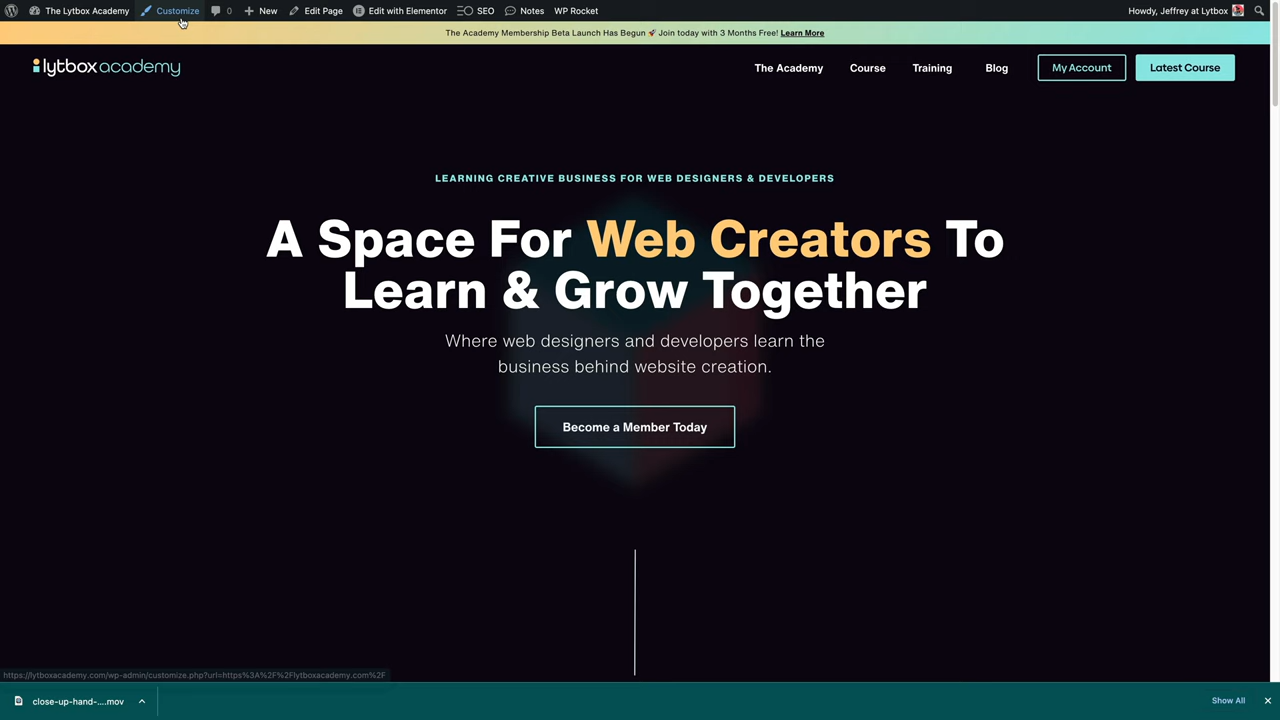 The Lytbox Academy Customize 0 New Edit Page Edit with Elementor SEO Notes WP Rocket Howdy, Jeffrey at Lytbox
The Academy Membership Beta Launch Has Begun 🚀 Join today with 3 Months Free! Learn More
lytboxacademy The Academy Course Training Blog My Account Latest Course
LEARNING CREATIVE BUSINESS FOR WEB DESIGNERS & DEVELOPERS
A Space For Web Creators To
Learn & Grow Together
Where web designers and developers learn the
business behind website creation.
Become a Member Today
https://lytboxacademy.com/wp-admin/customize.php?url=https%3A%2F%2Flytboxacademy.com%2F
close-up-hand-....mov Show All